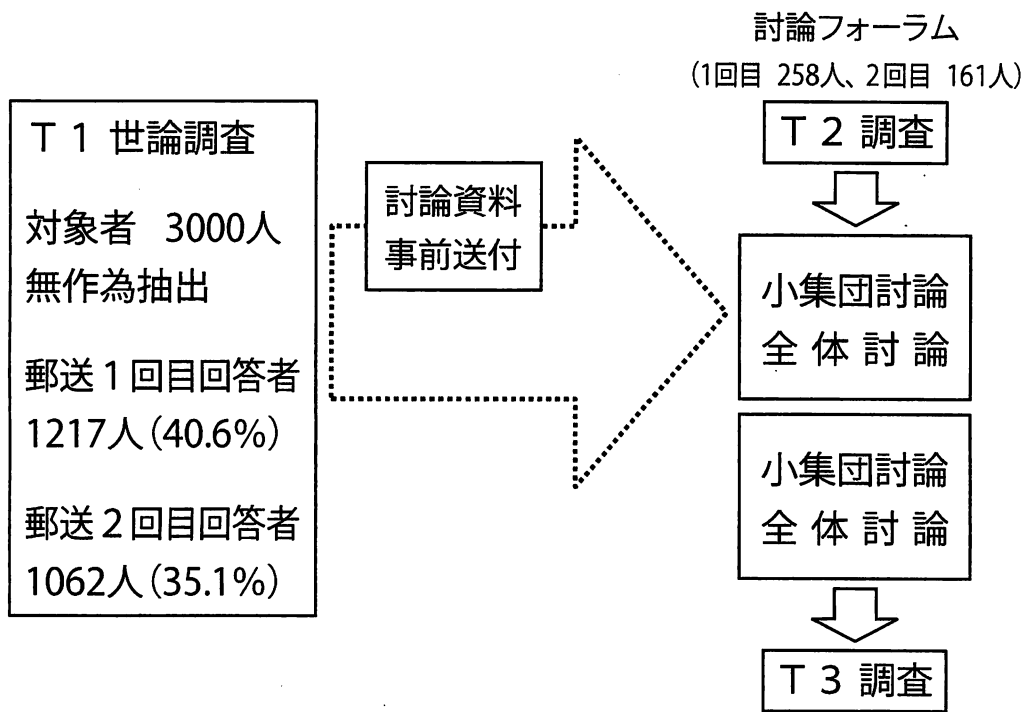 討論フォーラム
(1回目 258人、2回目 161人)
T1 世論調査
対象者 3000人
無作為抽出
郵送1回目回答者
1217人(40.6%)
郵送2回目回答者
1062人(35.1%)
討論資料
事前送付
T2 調査
小集団討論
全体討論
小集団討論
全体討論
T3 調査